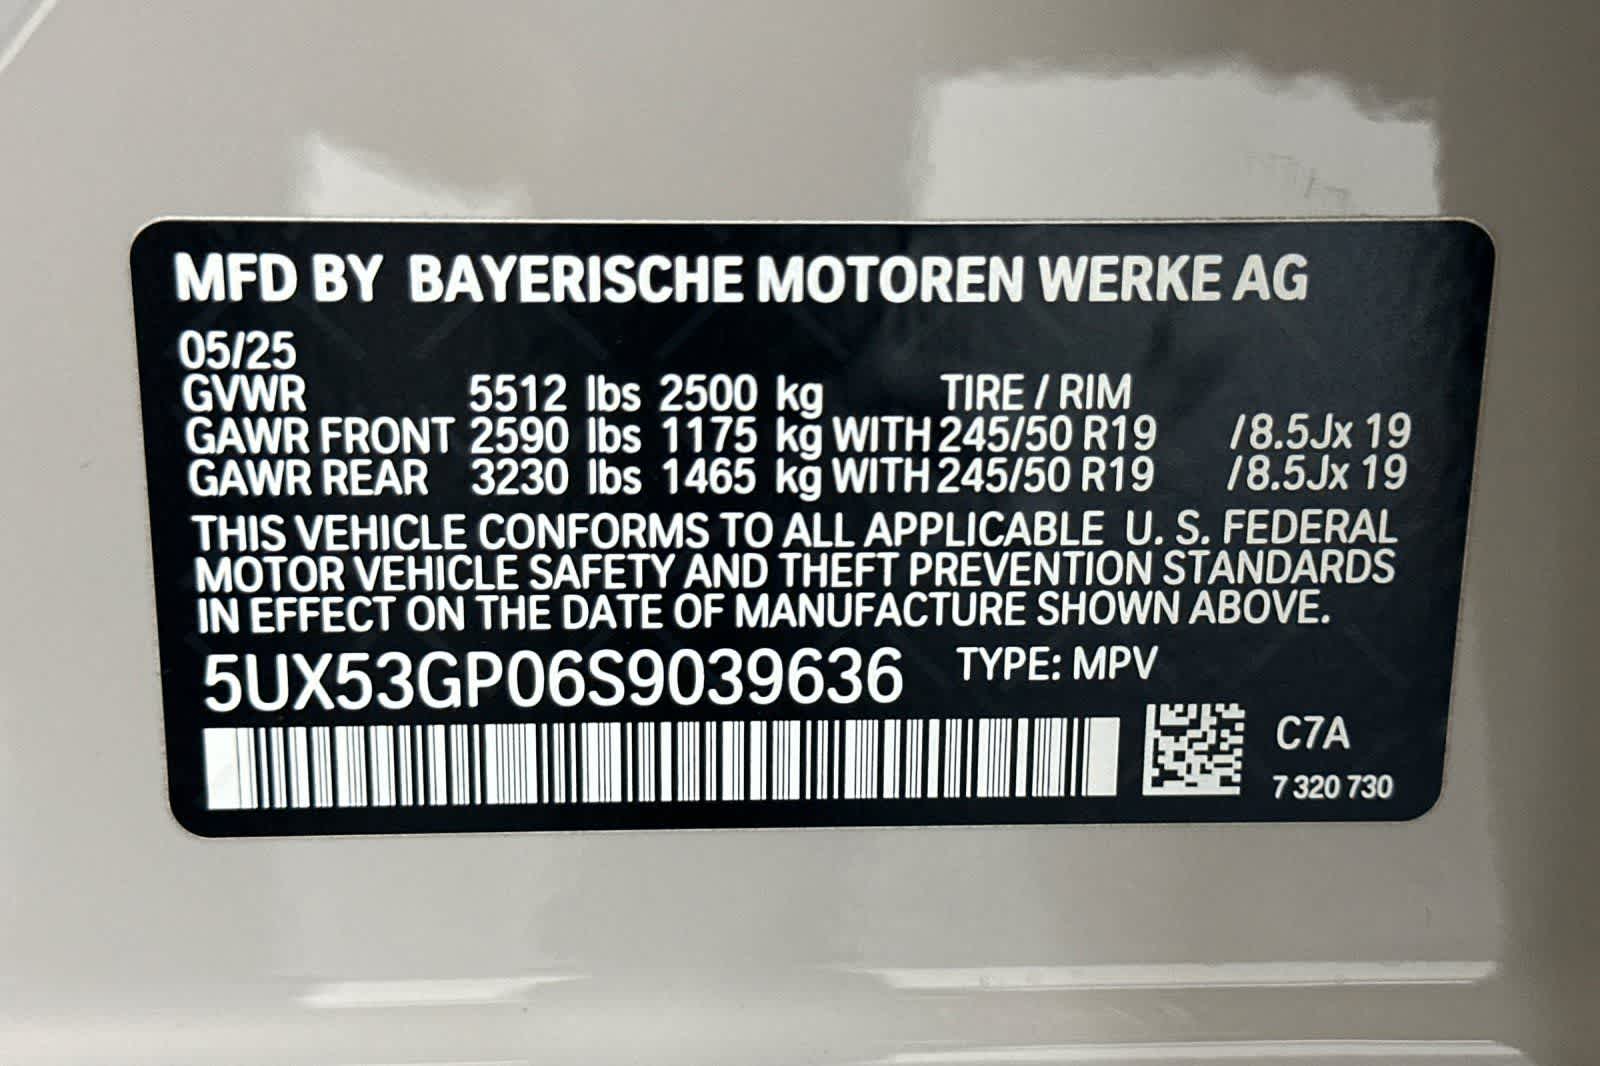 MFD BY BAYERISCHE MOTOREN WERKE AG
05/25
GVWR 5512 lbs 2500 kg TIRE / RIM
GAWR FRONT 2590 lbs 1175 kg WITH 245/50 R19 /8.5Jx 19
GAWR REAR 3230 lbs 1465 kg WITH 245/50 R19 /8.5Jx 19
THIS VEHICLE CONFORMS TO ALL APPLICABLE U. S. FEDERAL
MOTOR VEHICLE SAFETY AND THEFT PREVENTION STANDARDS
IN EFFECT ON THE DATE OF MANUFACTURE SHOWN ABOVE.
5UX53GP06S9039636 TYPE: MPV
C7A
7 320 730